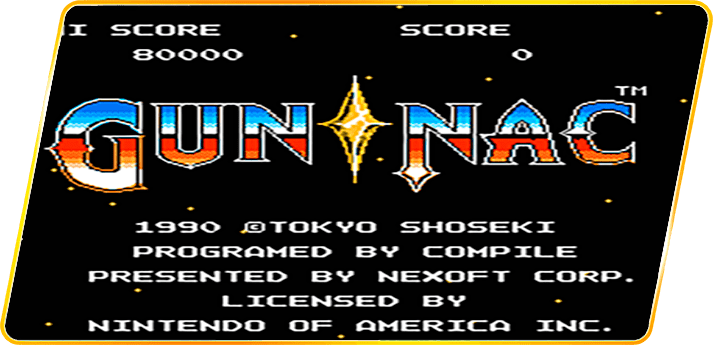 HI SCORE SCORE
80000 0
GUN NAC TM
1990 ©TOKYO SHOSEKI
PROGRAMED BY COMPILE
PRESENTED BY NEXOFT CORP.
LICENSED BY
NINTENDO OF AMERICA INC.